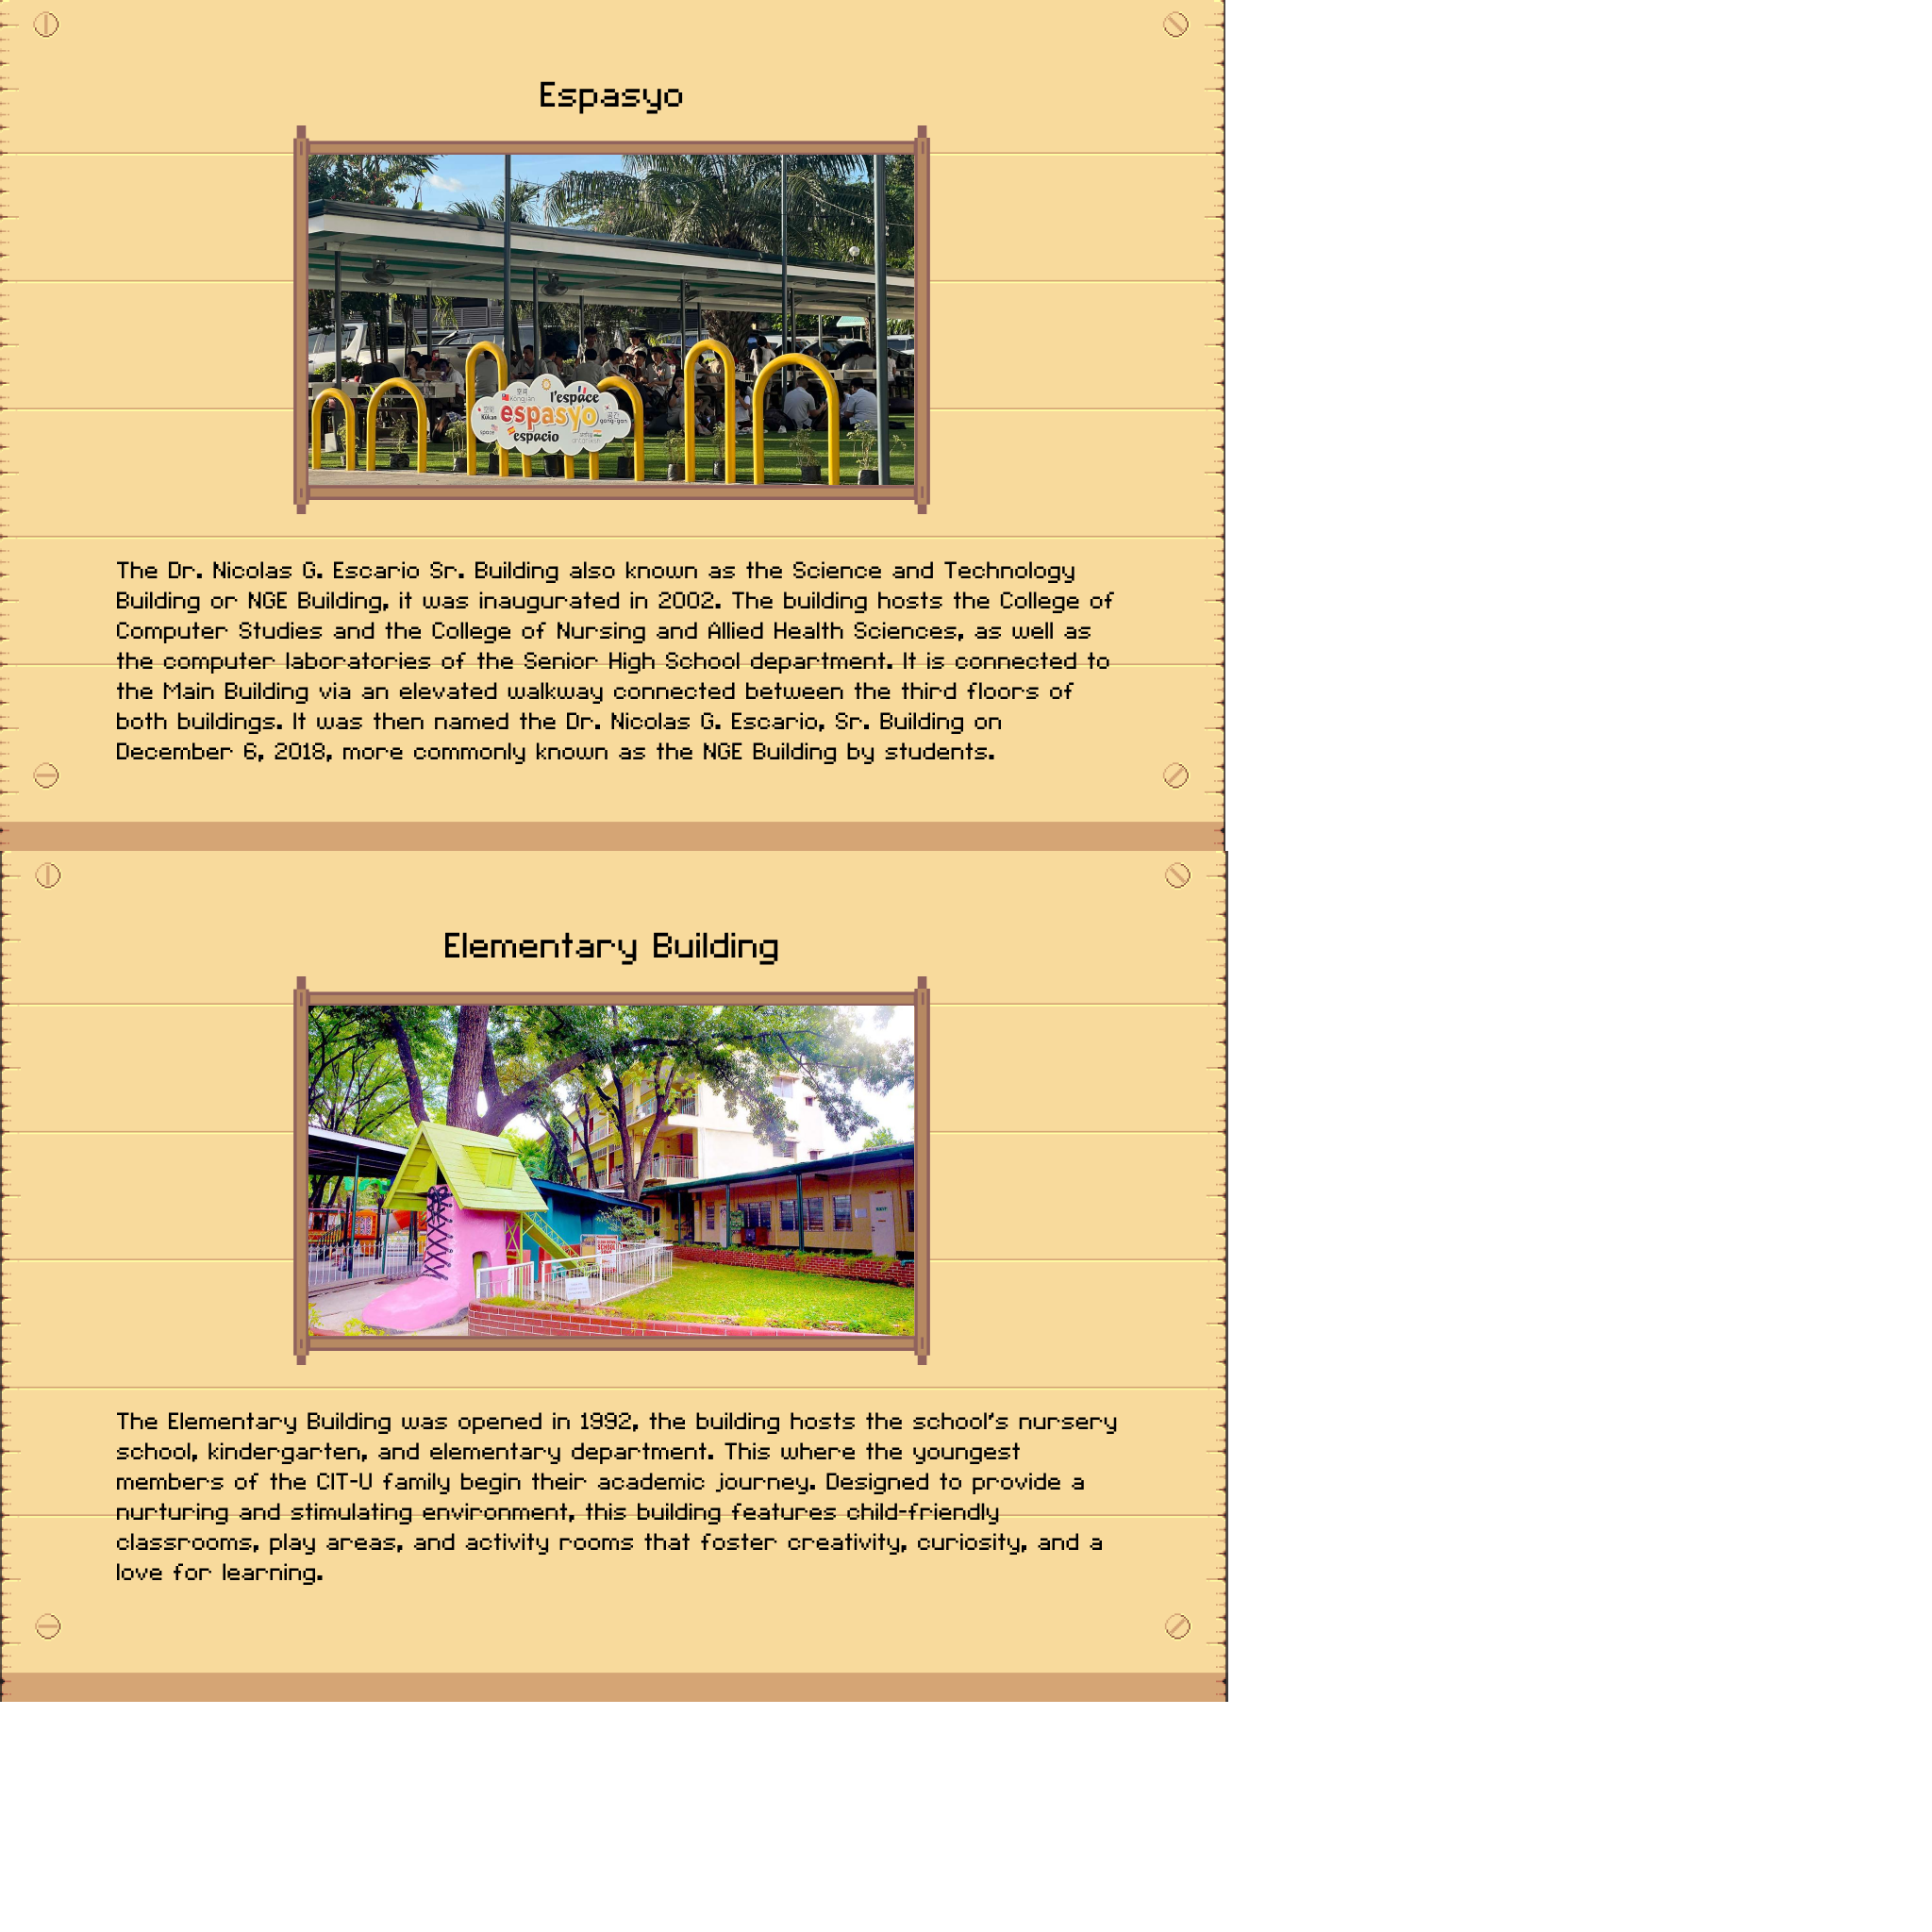 Espasyo
Kongjian
l'espace
Kūkan
espasyo
gong-gan
space
espacio
The Dr. Nicolas G. Escario Sr. Building also known as the Science and Technology
Building or NGE Building, it was inaugurated in 2002. The building hosts the College of
Computer Studies and the College of Nursing and Allied Health Sciences, as well as
the computer laboratories of the Senior High School department. It is connected to
the Main Building via an elevated walkway connected between the third floors of
both buildings. It was then named the Dr. Nicolas G. Escario, Sr. Building on
December 6, 2018, more commonly known as the NGE Building by students.
Elementary Building
The Elementary Building was opened in 1992, the building hosts the school's nursery
school, kindergarten, and elementary department. This where the youngest
members of the CIT-U family begin their academic journey. Designed to provide a
nurturing and stimulating environment, this building features child-friendly
classrooms, play areas, and activity rooms that foster creativity, curiosity, and a
love for learning.